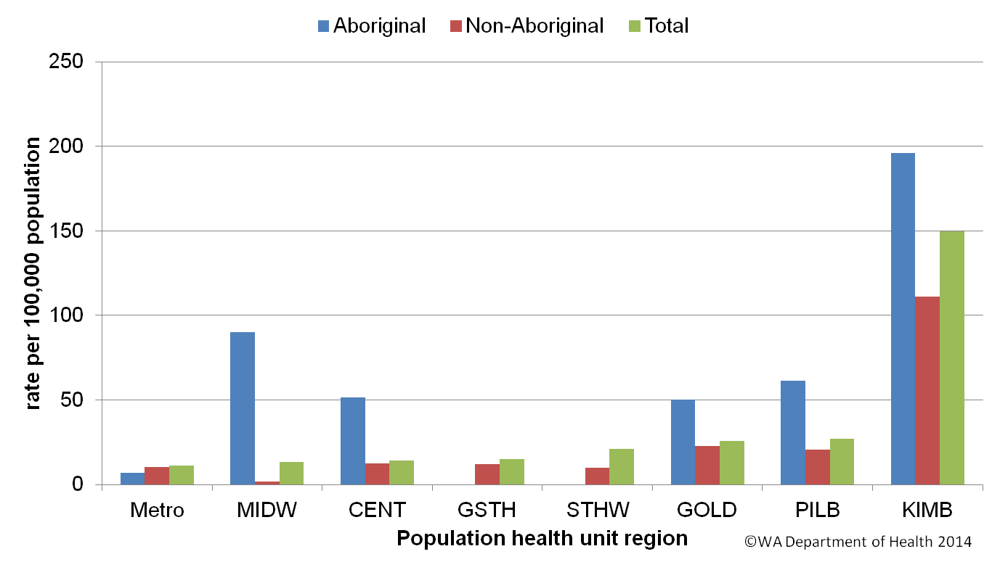 Aboriginal Non-Aboriginal Total
250
200
150
100
50
0
rate per 100,000 population
Metro MIDW CENT GSTH STHW GOLD PILB KIMB
Population health unit region
©WA Department of Health 2014